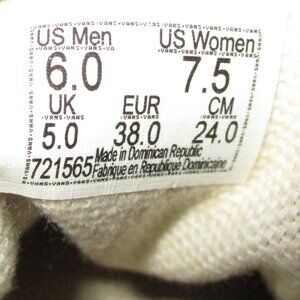 US Men US Women
6.0 7.5
UK EUR CM
5.0 38.0 24.0
721565 Made in Dominican Republic
Fabriqué en Republique Dominicaine